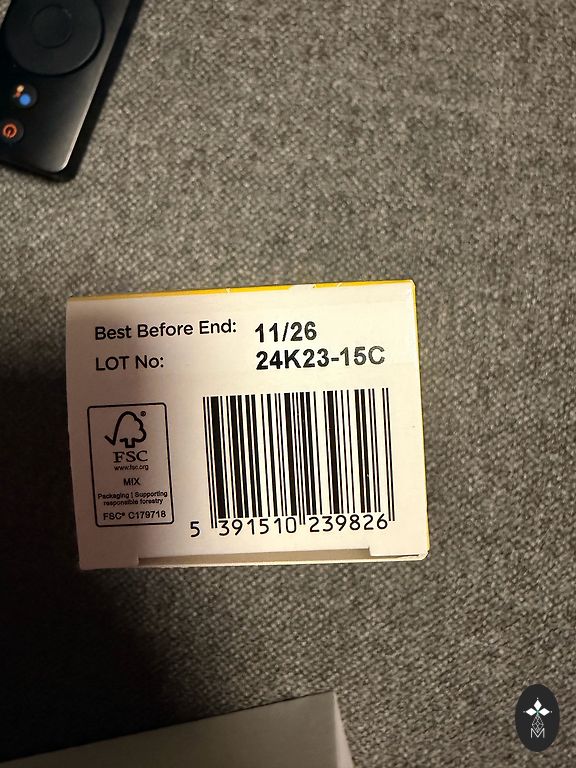 Best Before End: 11/26
LOT No: 24K23-15C
FSC®
www.fsc.org
MIX
Packaging | Supporting
responsible forestry
FSC® C179718
5 391510 239826
M